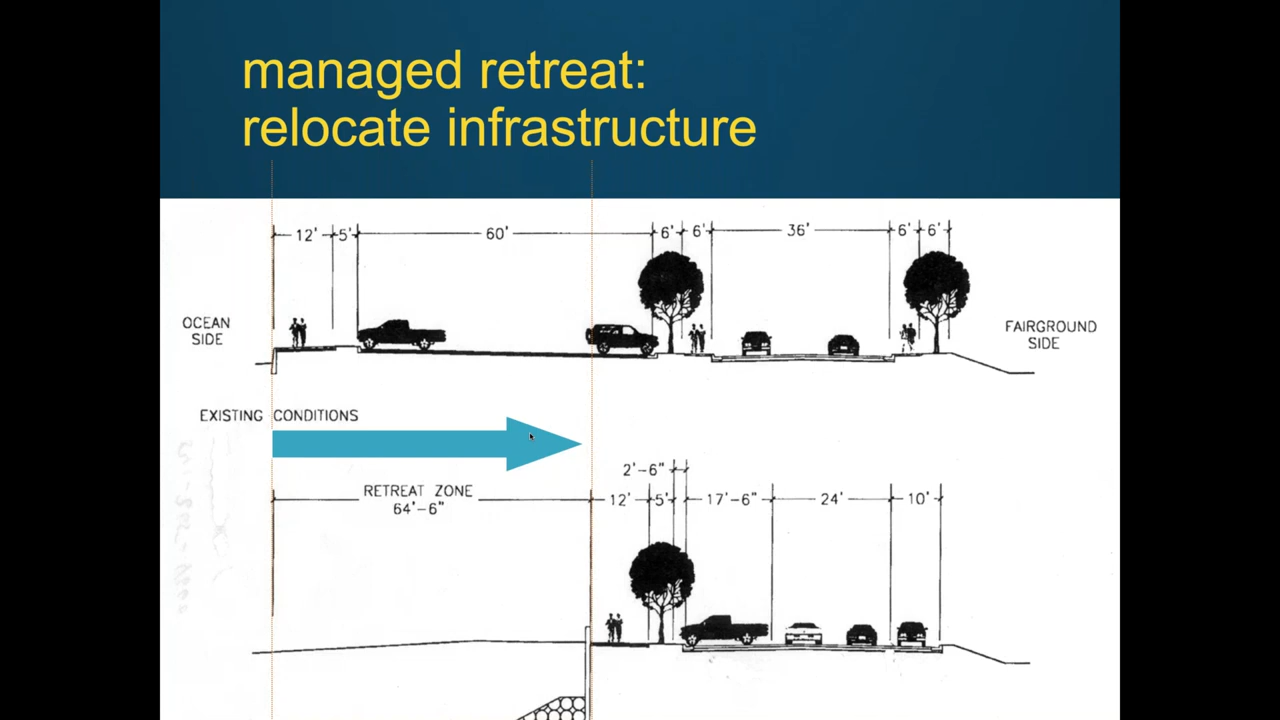 managed retreat:
relocate infrastructure
12' 5' 60' 6' 6' 36' 6' 6'
OCEAN
SIDE
FAIRGROUND
SIDE
EXISTING CONDITIONS
2'-6"
RETREAT ZONE
64'-6"
12' 5' 17'-6" 24' 10'